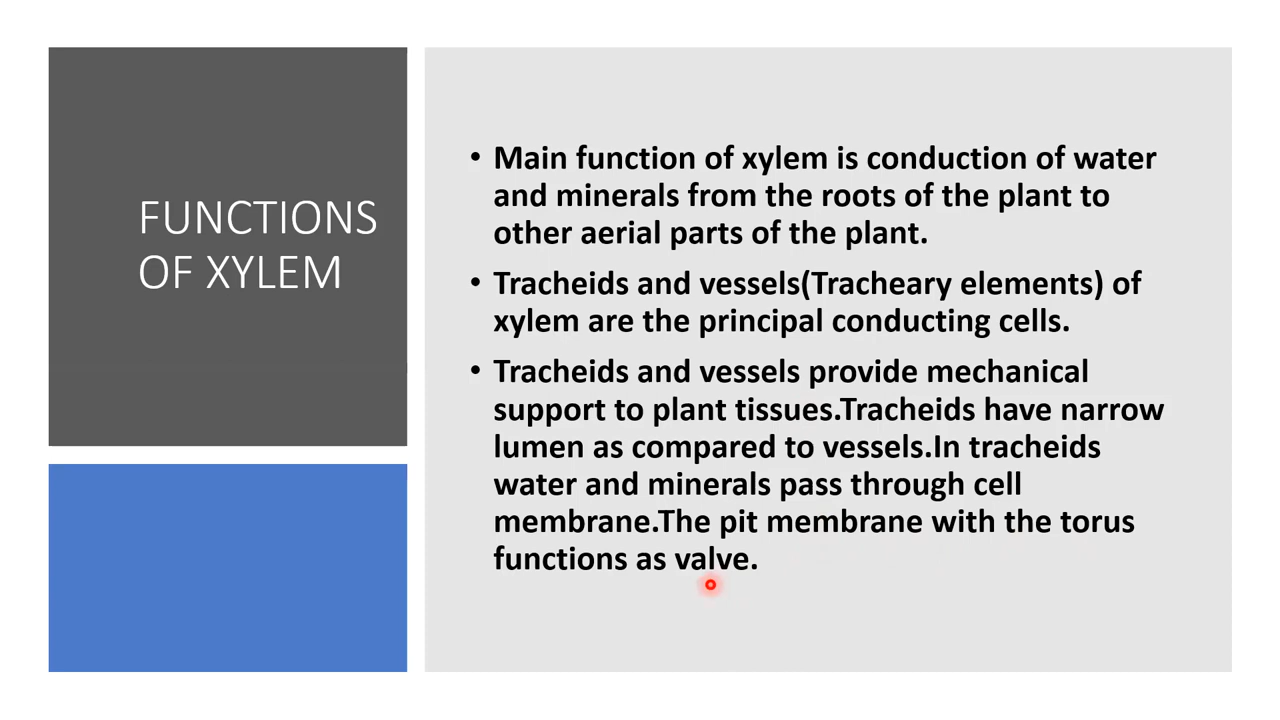 FUNCTIONS
OF XYLEM
• Main function of xylem is conduction of water
and minerals from the roots of the plant to
other aerial parts of the plant.
• Tracheids and vessels(Tracheary elements) of
xylem are the principal conducting cells.
• Tracheids and vessels provide mechanical
support to plant tissues.Tracheids have narrow
lumen as compared to vessels.In tracheids
water and minerals pass through cell
membrane.The pit membrane with the torus
functions as valve.